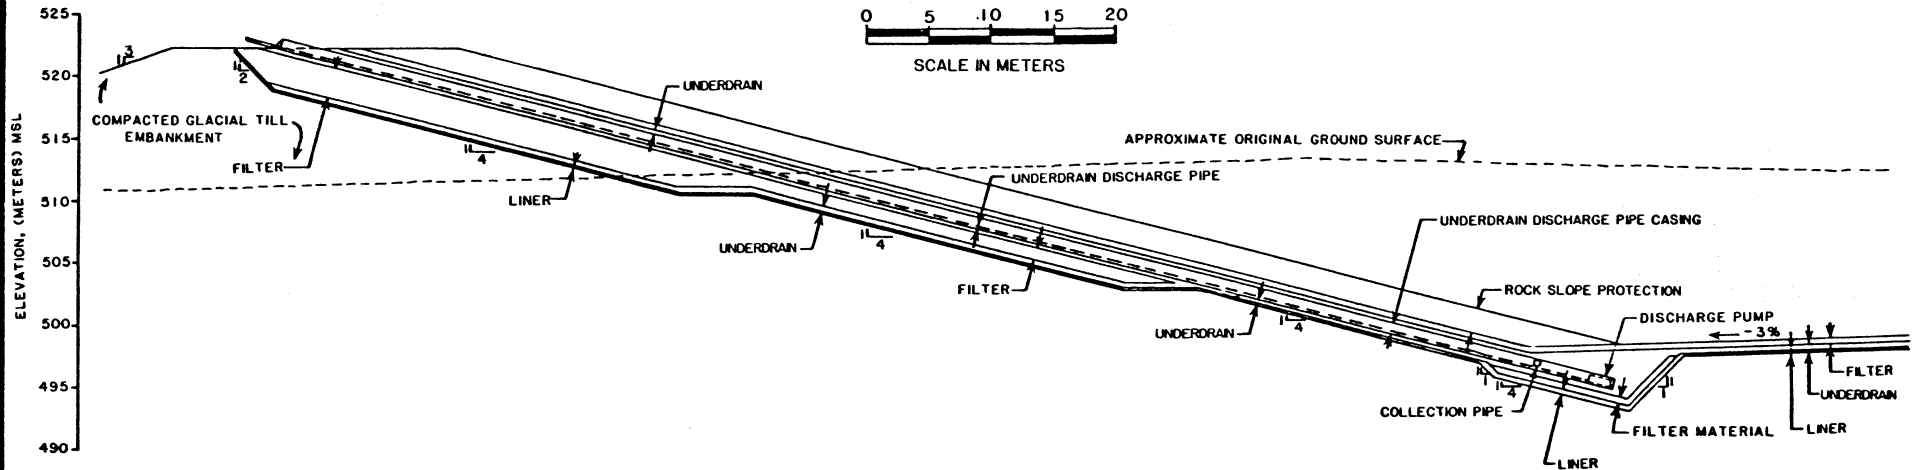 525
520
515
510
505
500
495
490
ELEVATION, (METERS) MSL
0 5 .10 15 20
SCALE IN METERS
1 3
1 2
COMPACTED GLACIAL TILL
EMBANKMENT
FILTER
1 4
LINER
UNDERDRAIN
APPROXIMATE ORIGINAL GROUND SURFACE
UNDERDRAIN DISCHARGE PIPE
UNDERDRAIN
1 4
FILTER
UNDERDRAIN DISCHARGE PIPE CASING
ROCK SLOPE PROTECTION
UNDERDRAIN
1 4
DISCHARGE PUMP
-3%
1 1
1 4
1 1
COLLECTION PIPE
FILTER
UNDERDRAIN
LINER
FILTER MATERIAL
LINER